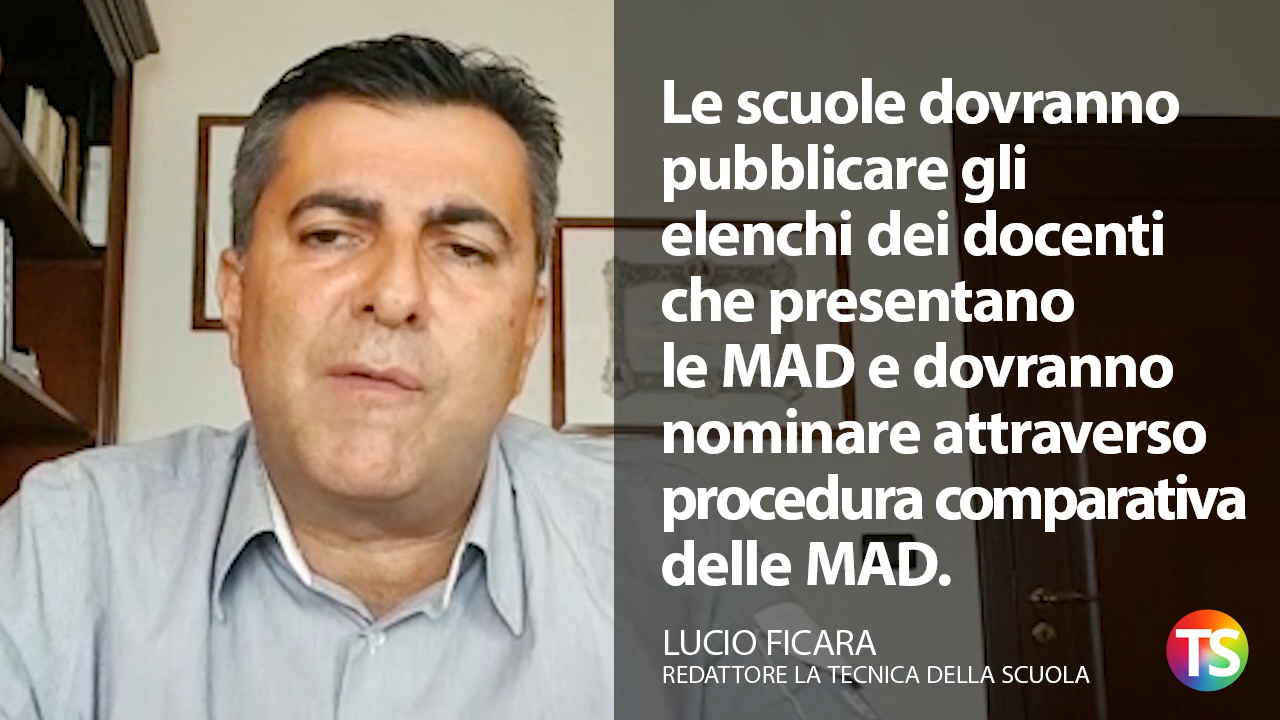 Le scuole dovranno
pubblicare gli
elenchi dei docenti
che presentano
le MAD e dovranno
nominare attraverso
procedura comparativa
delle MAD.
LUCIO FICARA
REDATTORE LA TECNICA DELLA SCUOLA
TS